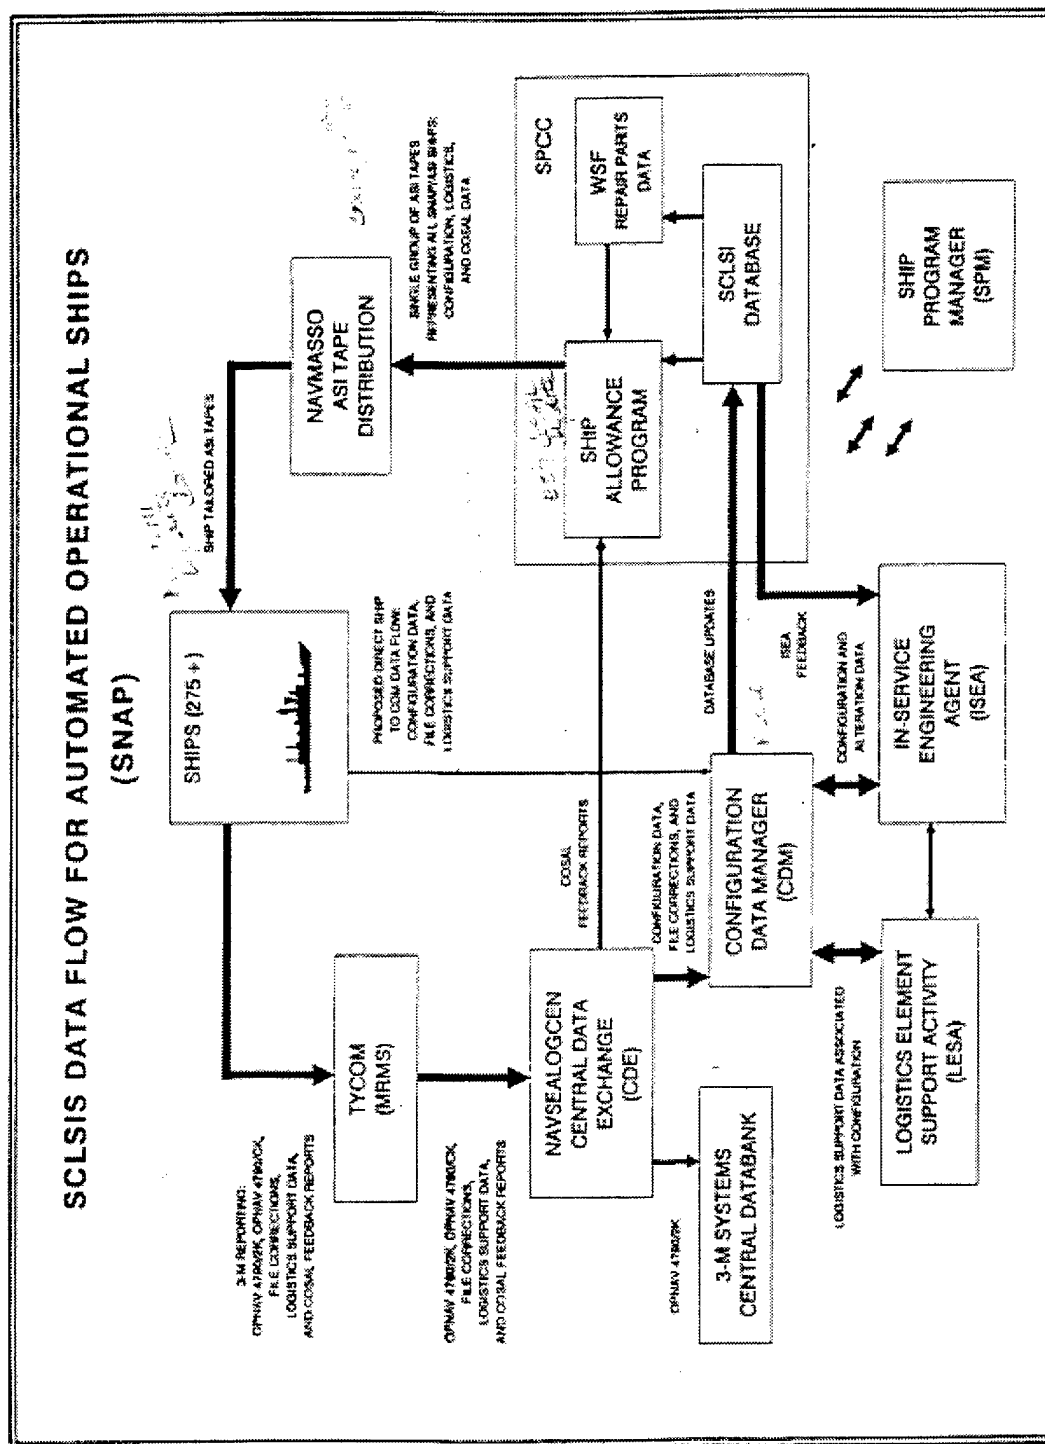 SCLSIS DATA FLOW FOR AUTOMATED OPERATIONAL SHIPS
(SNAP)
3-M REPORTING:
OPNAV 4790/2K, OPNAV 4790/CK,
FILE CORRECTIONS,
LOGISTICS SUPPORT DATA,
AND COSAL FEEDBACK REPORTS
SHIPS (275 +)
SHIP TAILORED ASI TAPES
TYCOM
(MRMS)
NAVMASSO
ASI TAPE
DISTRIBUTION
OPNAV 4790/2K, OPNAV 4790/CK,
FILE CORRECTIONS,
LOGISTICS SUPPORT DATA,
AND COSAL FEEDBACK REPORTS
PROPOSED DIRECT SHIP
TO CDM DATA FLOW:
CONFIGURATION DATA,
FILE CORRECTIONS, AND
LOGISTICS SUPPORT DATA
SINGLE GROUP OF ASI TAPES
REPRESENTING ALL SNAP/ASI SHIPS:
CONFIGURATION, LOGISTICS,
AND COSAL DATA
NAVSEALOGCEN
CENTRAL DATA
EXCHANGE
(CDE)
COSAL
FEEDBACK REPORTS
SPCC
SHIP
ALLOWANCE
PROGRAM
WSF
REPAIR PARTS
DATA
OPNAV 4790/2K
CONFIGURATION DATA,
FILE CORRECTIONS, AND
LOGISTICS SUPPORT DATA
DATABASE UPDATES
SCLSI
DATABASE
3-M SYSTEMS
CENTRAL DATABANK
CONFIGURATION
DATA MANAGER
(CDM)
ISEA
FEEDBACK
LOGISTICS SUPPORT DATA ASSOCIATED
WITH CONFIGURATION
CONFIGURATION AND
ALTERATION DATA
LOGISTICS ELEMENT
SUPPORT ACTIVITY
(LESA)
IN-SERVICE
ENGINEERING
AGENT
(ISEA)
SHIP
PROGRAM
MANAGER
(SPM)